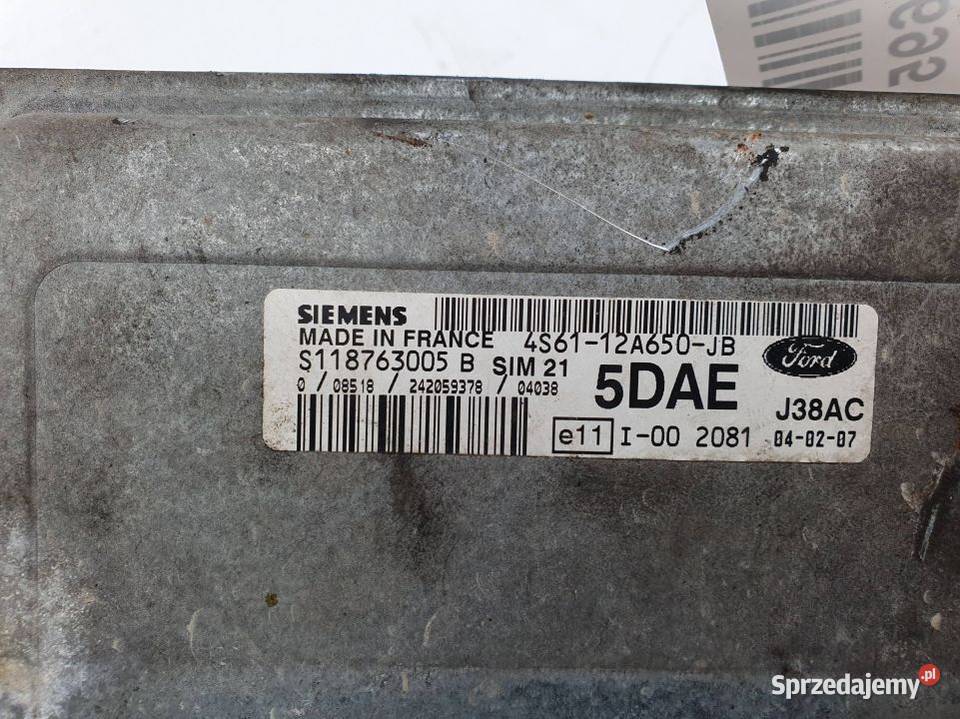 695
SIEMENS
MADE IN FRANCE 4S61-12A650-JB
S118763005 B SIM 21
0 / 08518 / 242059378 / 04038
5DAE
Ford
J38AC
e11 I-00 2081 04-02-07
Sprzedajemy.pl